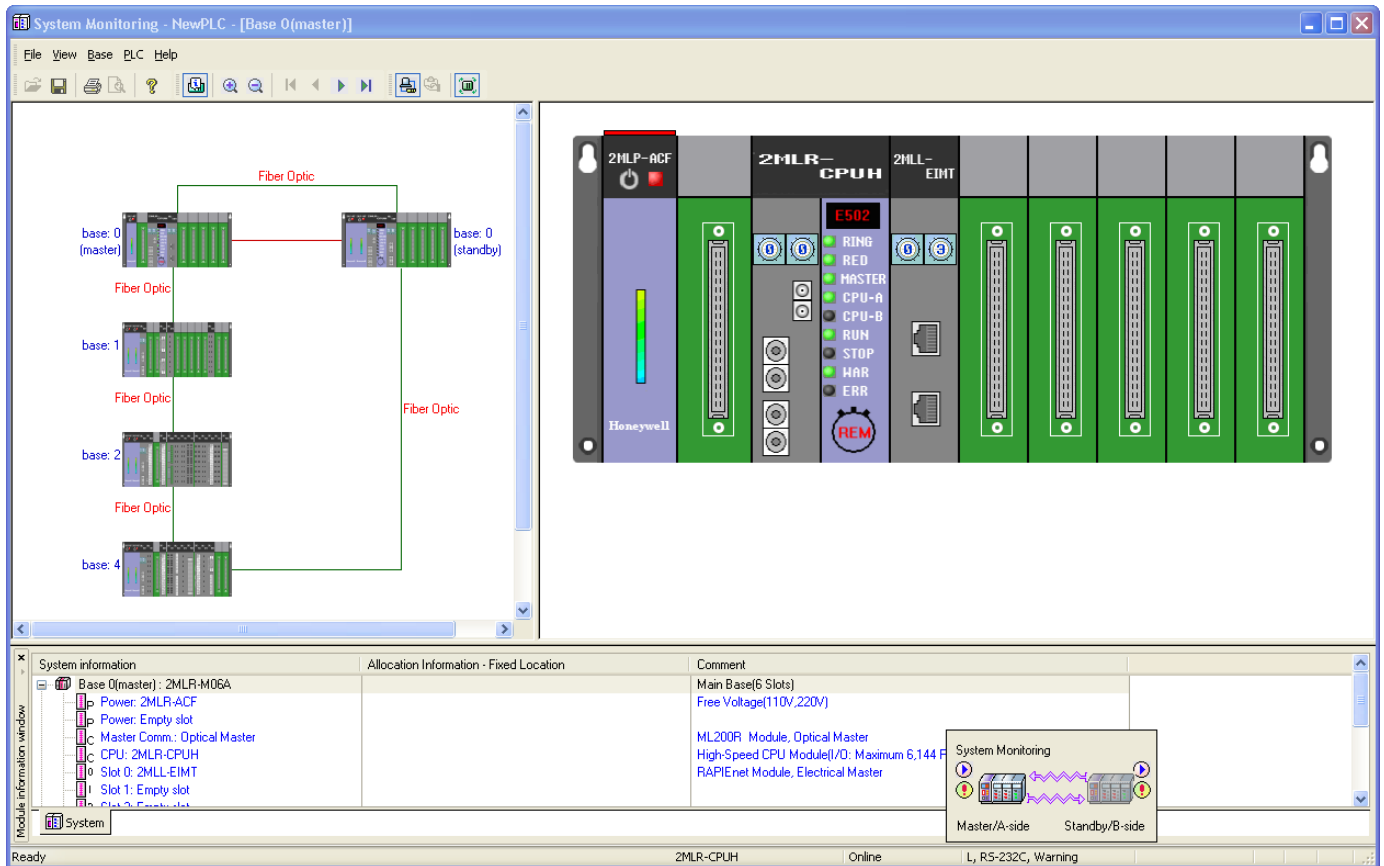 System Monitoring - NewPLC - [Base 0(master)]
File View Base PLC Help
Fiber Optic
base: 0
(master)
base: 0
(standby)
Fiber Optic
base: 1
Fiber Optic
Fiber Optic
base: 2
Fiber Optic
base: 4
2MLP-ACF
2MLR-
CPUH
2MLL-
EIMT
E502
0 0
0 3
RING
RED
MASTER
CPU-A
CPU-B
RUN
STOP
WAR
ERR
REM
Honeywell
Module information window
System information Allocation Information - Fixed Location Comment
Base 0(master) : 2MLR-M06A Main Base(6 Slots)
P Power: 2MLR-ACF Free Voltage(110V,220V)
P Power: Empty slot
C Master Comm.: Optical Master ML200R Module, Optical Master
C CPU: 2MLR-CPUH High-Speed CPU Module(I/O: Maximum 6,144 P
0 Slot 0: 2MLL-EIMT RAPIEnet Module, Electrical Master
1 Slot 1: Empty slot
System
System Monitoring
Master/A-side Standby/B-side
Ready 2MLR-CPUH Online L, RS-232C, Warning